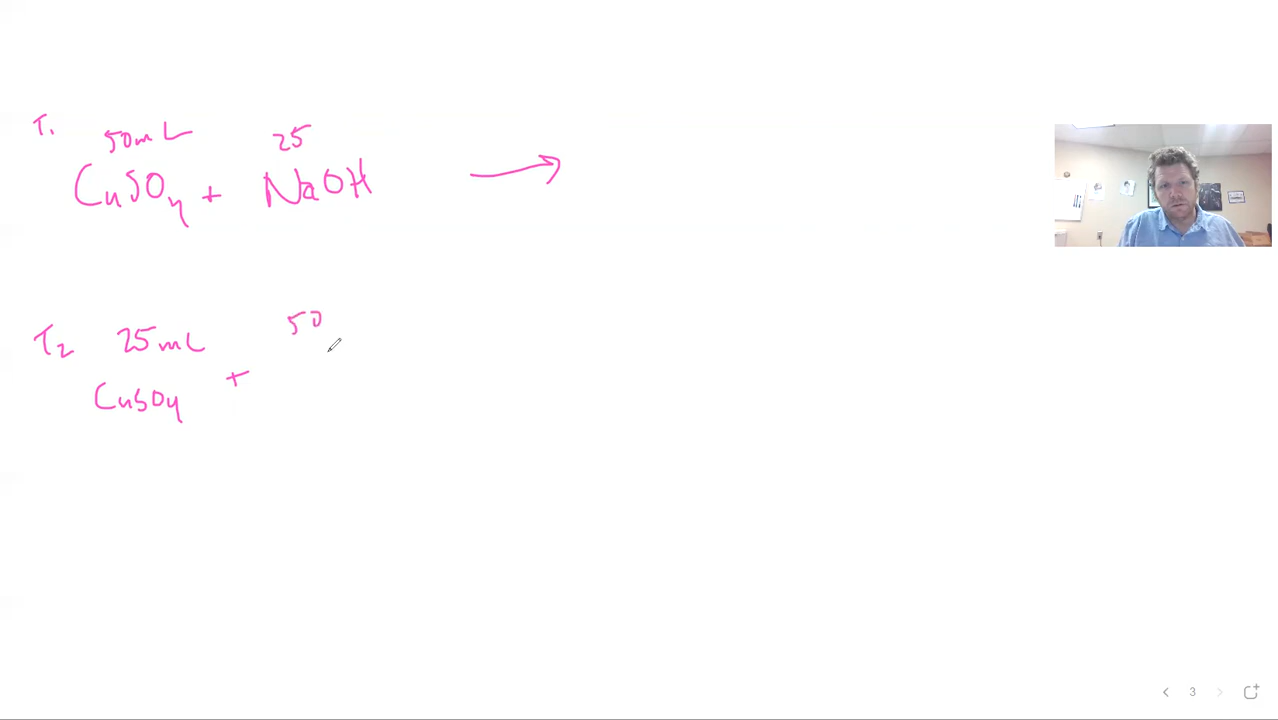 T1 50mL 25
CuSO4 + NaOH →
T2 25mL 50
CuSO4 +
3